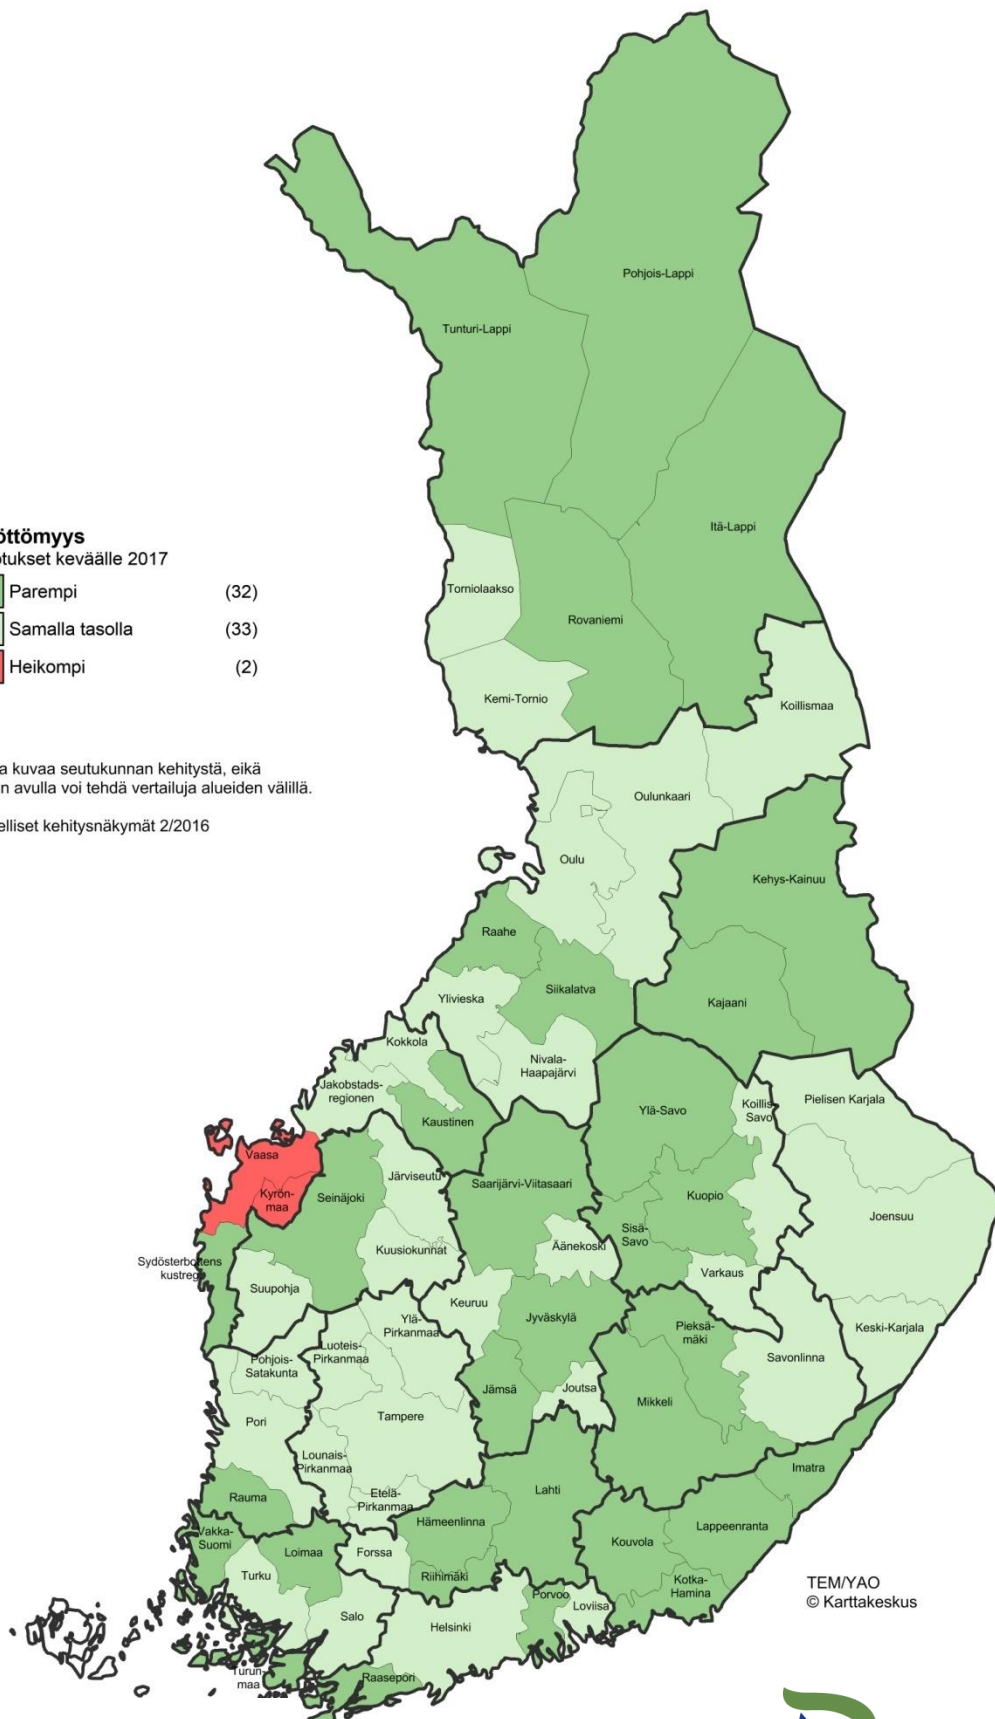 öttömyys
otukset keväälle 2017
Parempi (32)
Samalla tasolla (33)
Heikompi (2)
a kuvaa seutukunnan kehitystä, eikä
n avulla voi tehdä vertailuja alueiden välillä.
elliset kehitysnäkymät 2/2016
Pohjois-Lappi
Tunturi-Lappi
Itä-Lappi
Torniolaakso
Rovaniemi
Kemi-Tornio
Koillismaa
Oulunkaari
Oulu
Kehys-Kainuu
Raahe
Siikalatva
Ylivieska
Kajaani
Kokkola
Nivala-
Haapajärvi
Jakobstads-
regionen
Kaustinen
Ylä-Savo
Koillis-
Savo
Pielisen Karjala
Vaasa
Kyrön-
maa
Seinäjoki
Järviseutu
Saarijärvi-Viitasaari
Kuopio
Joensuu
Sisä-
Savo
Kuusiokunnat
Äänekoski
Varkaus
Sydösterbottens
kustreg
Suupohja
Keuruu
Jyväskylä
Pieksä-
mäki
Keski-Karjala
Ylä-
Pirkanmaa
Luoteis-
Pirkanmaa
Savonlinna
Pohjois-
Satakunta
Jämsä
Joutsa
Mikkeli
Pori
Tampere
Lounais-
Pirkanmaa
Imatra
Rauma
Etelä-
Pirkanmaa
Lahti
Hämeenlinna
Lappeenranta
Vakka-
Suomi
Loimaa
Forssa
Kouvola
Riihimäki
Kotka-
Hamina
Turku
Porvoo
Loviisa
Salo
Helsinki
Turun-
maa
Raasepori
TEM/YAO
© Karttakeskus